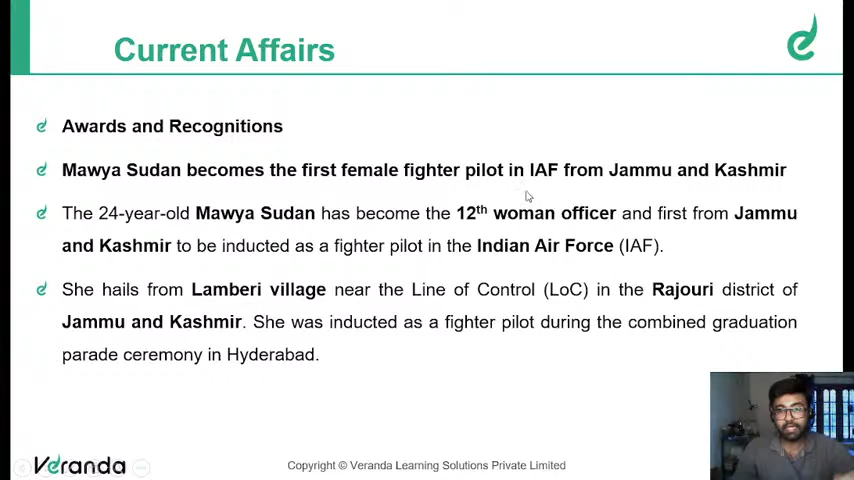 Current Affairs
Awards and Recognitions
Mawya Sudan becomes the first female fighter pilot in IAF from Jammu and Kashmir
The 24-year-old Mawya Sudan has become the 12th woman officer and first from Jammu
and Kashmir to be inducted as a fighter pilot in the Indian Air Force (IAF).
She hails from Lamberi village near the Line of Control (LoC) in the Rajouri district of
Jammu and Kashmir. She was inducted as a fighter pilot during the combined graduation
parade ceremony in Hyderabad.
Veranda
Copyright © Veranda Learning Solutions Private Limited